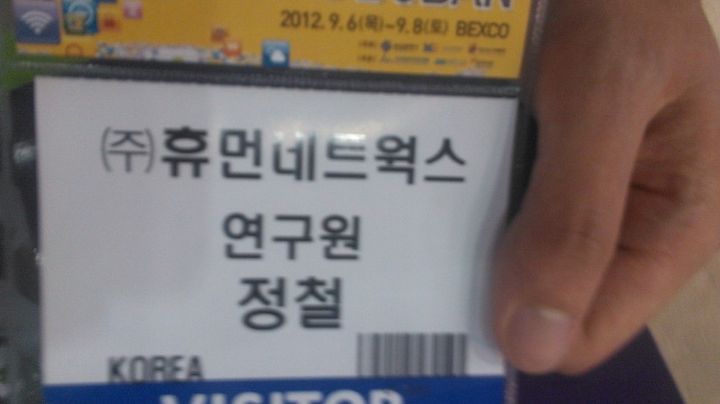 2012. 9. 6(목)~9. 8(토) BEXCO
㈜휴먼네트웍스
연구원
정철
KOREA
VISITOR